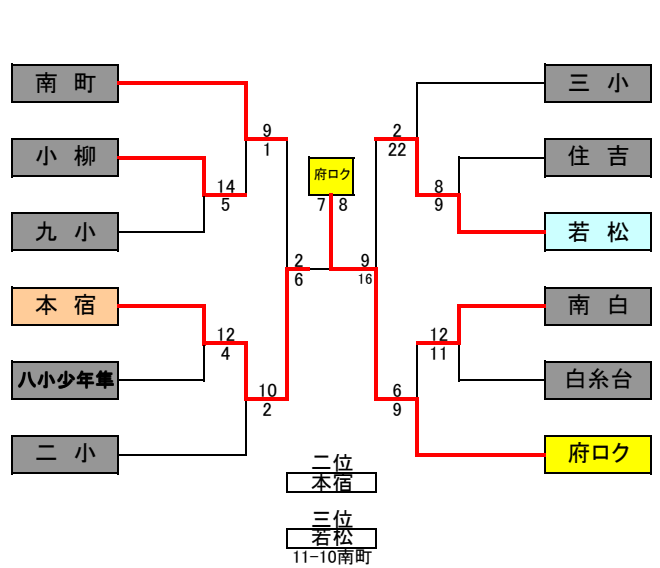 南 町
三 小
9
1
2
22
小 柳
住 吉
府ロク
14
5
7 8
8
9
九 小
若 松
2
6
9
16
本 宿
南 白
12
4
12
11
八小少年隼
白糸台
10
2
6
9
二 小
府ロク
二位
本宿
三位
若松
11-10南町